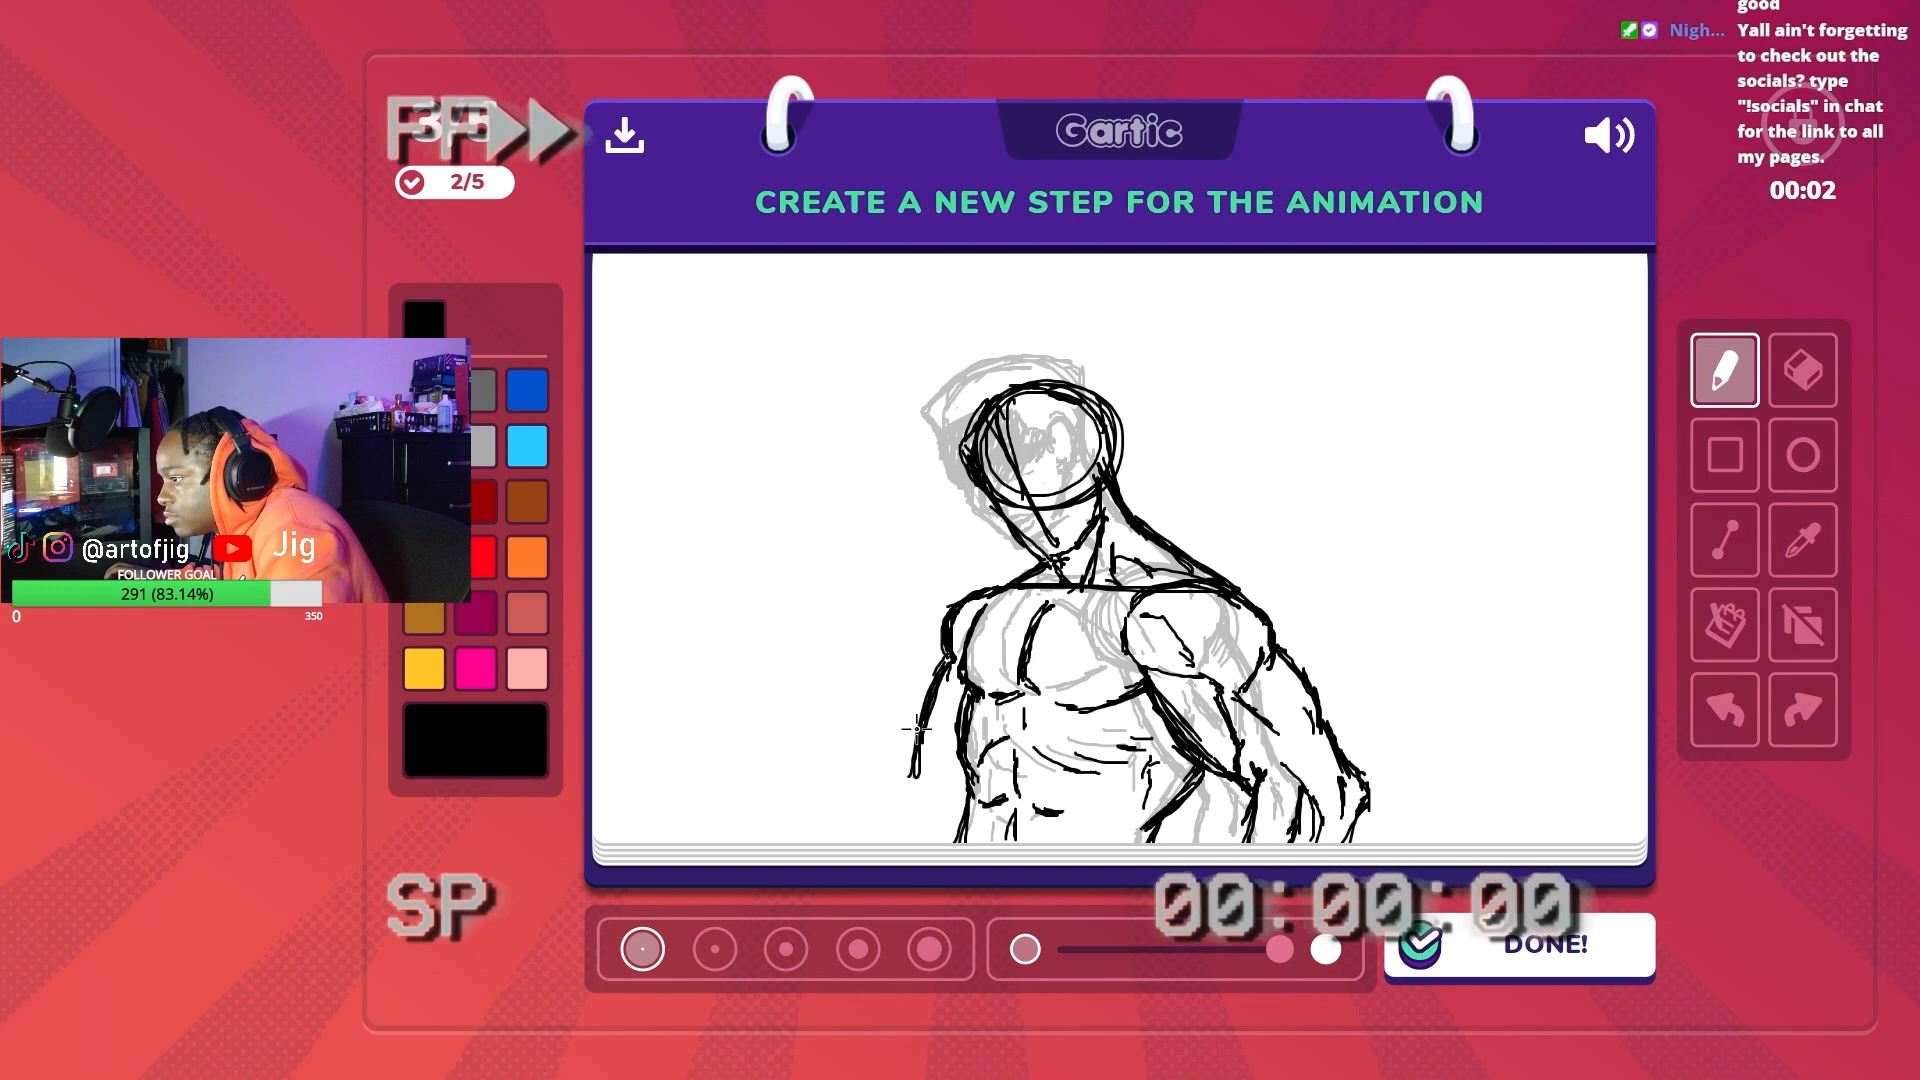 good
Nigh... Yall ain't forgetting
to check out the
socials? type
"!socials" in chat
for the link to all
my pages.
00:02
FF
3/5
2/5
Gartic
CREATE A NEW STEP FOR THE ANIMATION
@artofjig Jig
FOLLOWER GOAL
291 (83.14%)
0 350
SP
00:00:00
DONE!